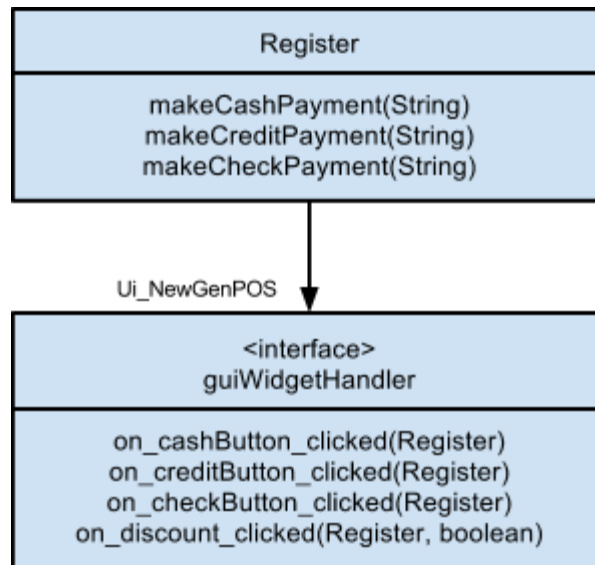 Register
makeCashPayment(String)
makeCreditPayment(String)
makeCheckPayment(String)
Ui_NewGenPOS
<interface>
guiWidgetHandler
on_cashButton_clicked(Register)
on_creditButton_clicked(Register)
on_checkButton_clicked(Register)
on_discount_clicked(Register, boolean)